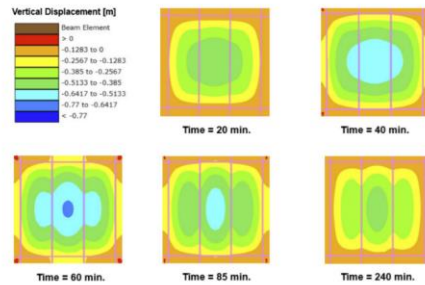 Vertical Displacement [m]
Beam Element
> 0
-0.1283 to 0
-0.2567 to -0.1283
-0.385 to -0.2567
-0.5133 to -0.385
-0.6417 to -0.5133
-0.77 to -0.6417
< -0.77
Time = 20 min.
Time = 40 min.
Time = 60 min.
Time = 85 min.
Time = 240 min.